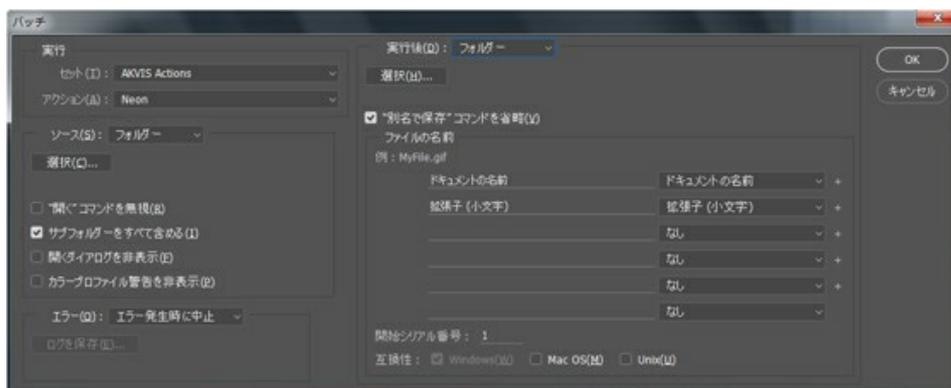 バッチ
実行
セット(I): AKVIS Actions
アクション(A): Neon
ソース(S): フォルダー
選択(C)...
"開く"コマンドを無視(R)
サブフォルダーをすべて含める(I)
開くダイアログを非表示(F)
カラープロファイル警告を非表示(P)
エラー(O): エラー発生時に中止
ログを保存(E)...
実行後(D): フォルダー
選択(H)...
"別名で保存"コマンドを省略(V)
ファイルの名前
例: MyFile.gif
ドキュメントの名前 ドキュメントの名前 +
拡張子 (小文字) 拡張子 (小文字) +
なし +
なし +
なし +
なし
開始シリアル番号: 1
互換性: Windows(W) Mac OS(M) Unix(U)
OK
キャンセル